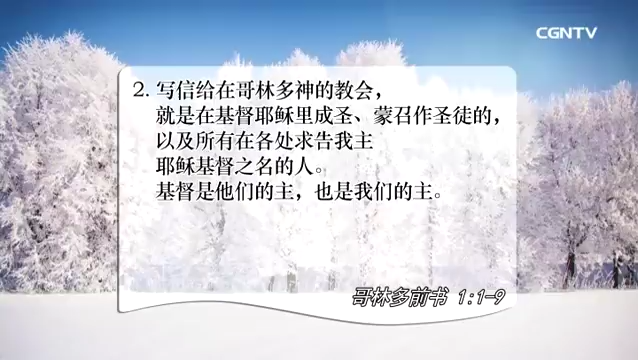 CGNTV
2. 写信给在哥林多神的教会，
就是在基督耶稣里成圣、蒙召作圣徒的，
以及所有在各处求告我主
耶稣基督之名的人。
基督是他们的主，也是我们的主。
哥林多前书 1:1-9